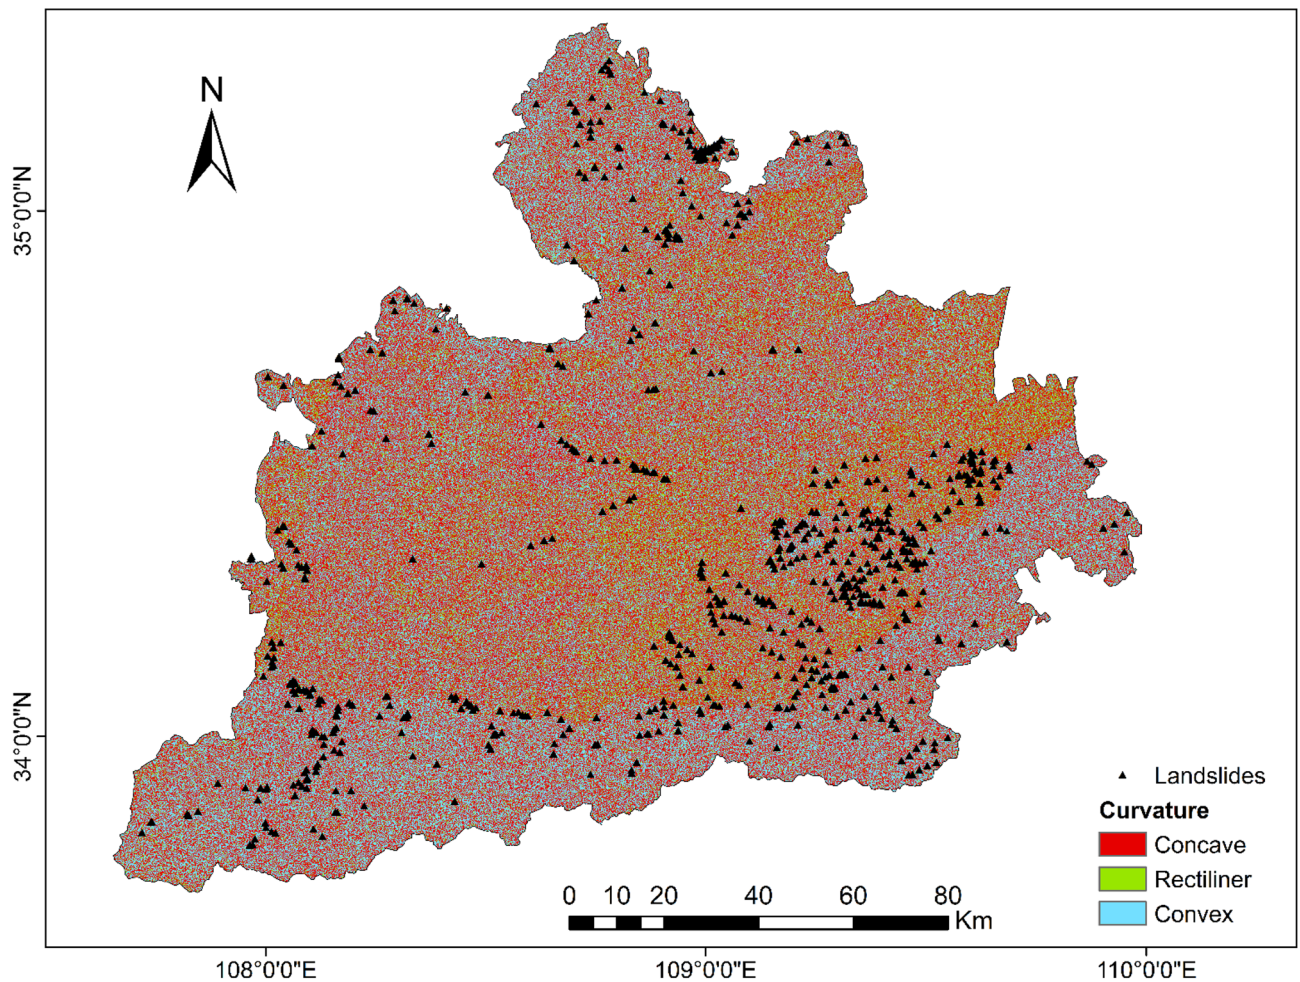 N
35°0'0"N
34°0'0"N
Landslides
Curvature
Concave
Rectiliner
Convex
0 10 20 40 60 80
Km
108°0'0"E 109°0'0"E 110°0'0"E